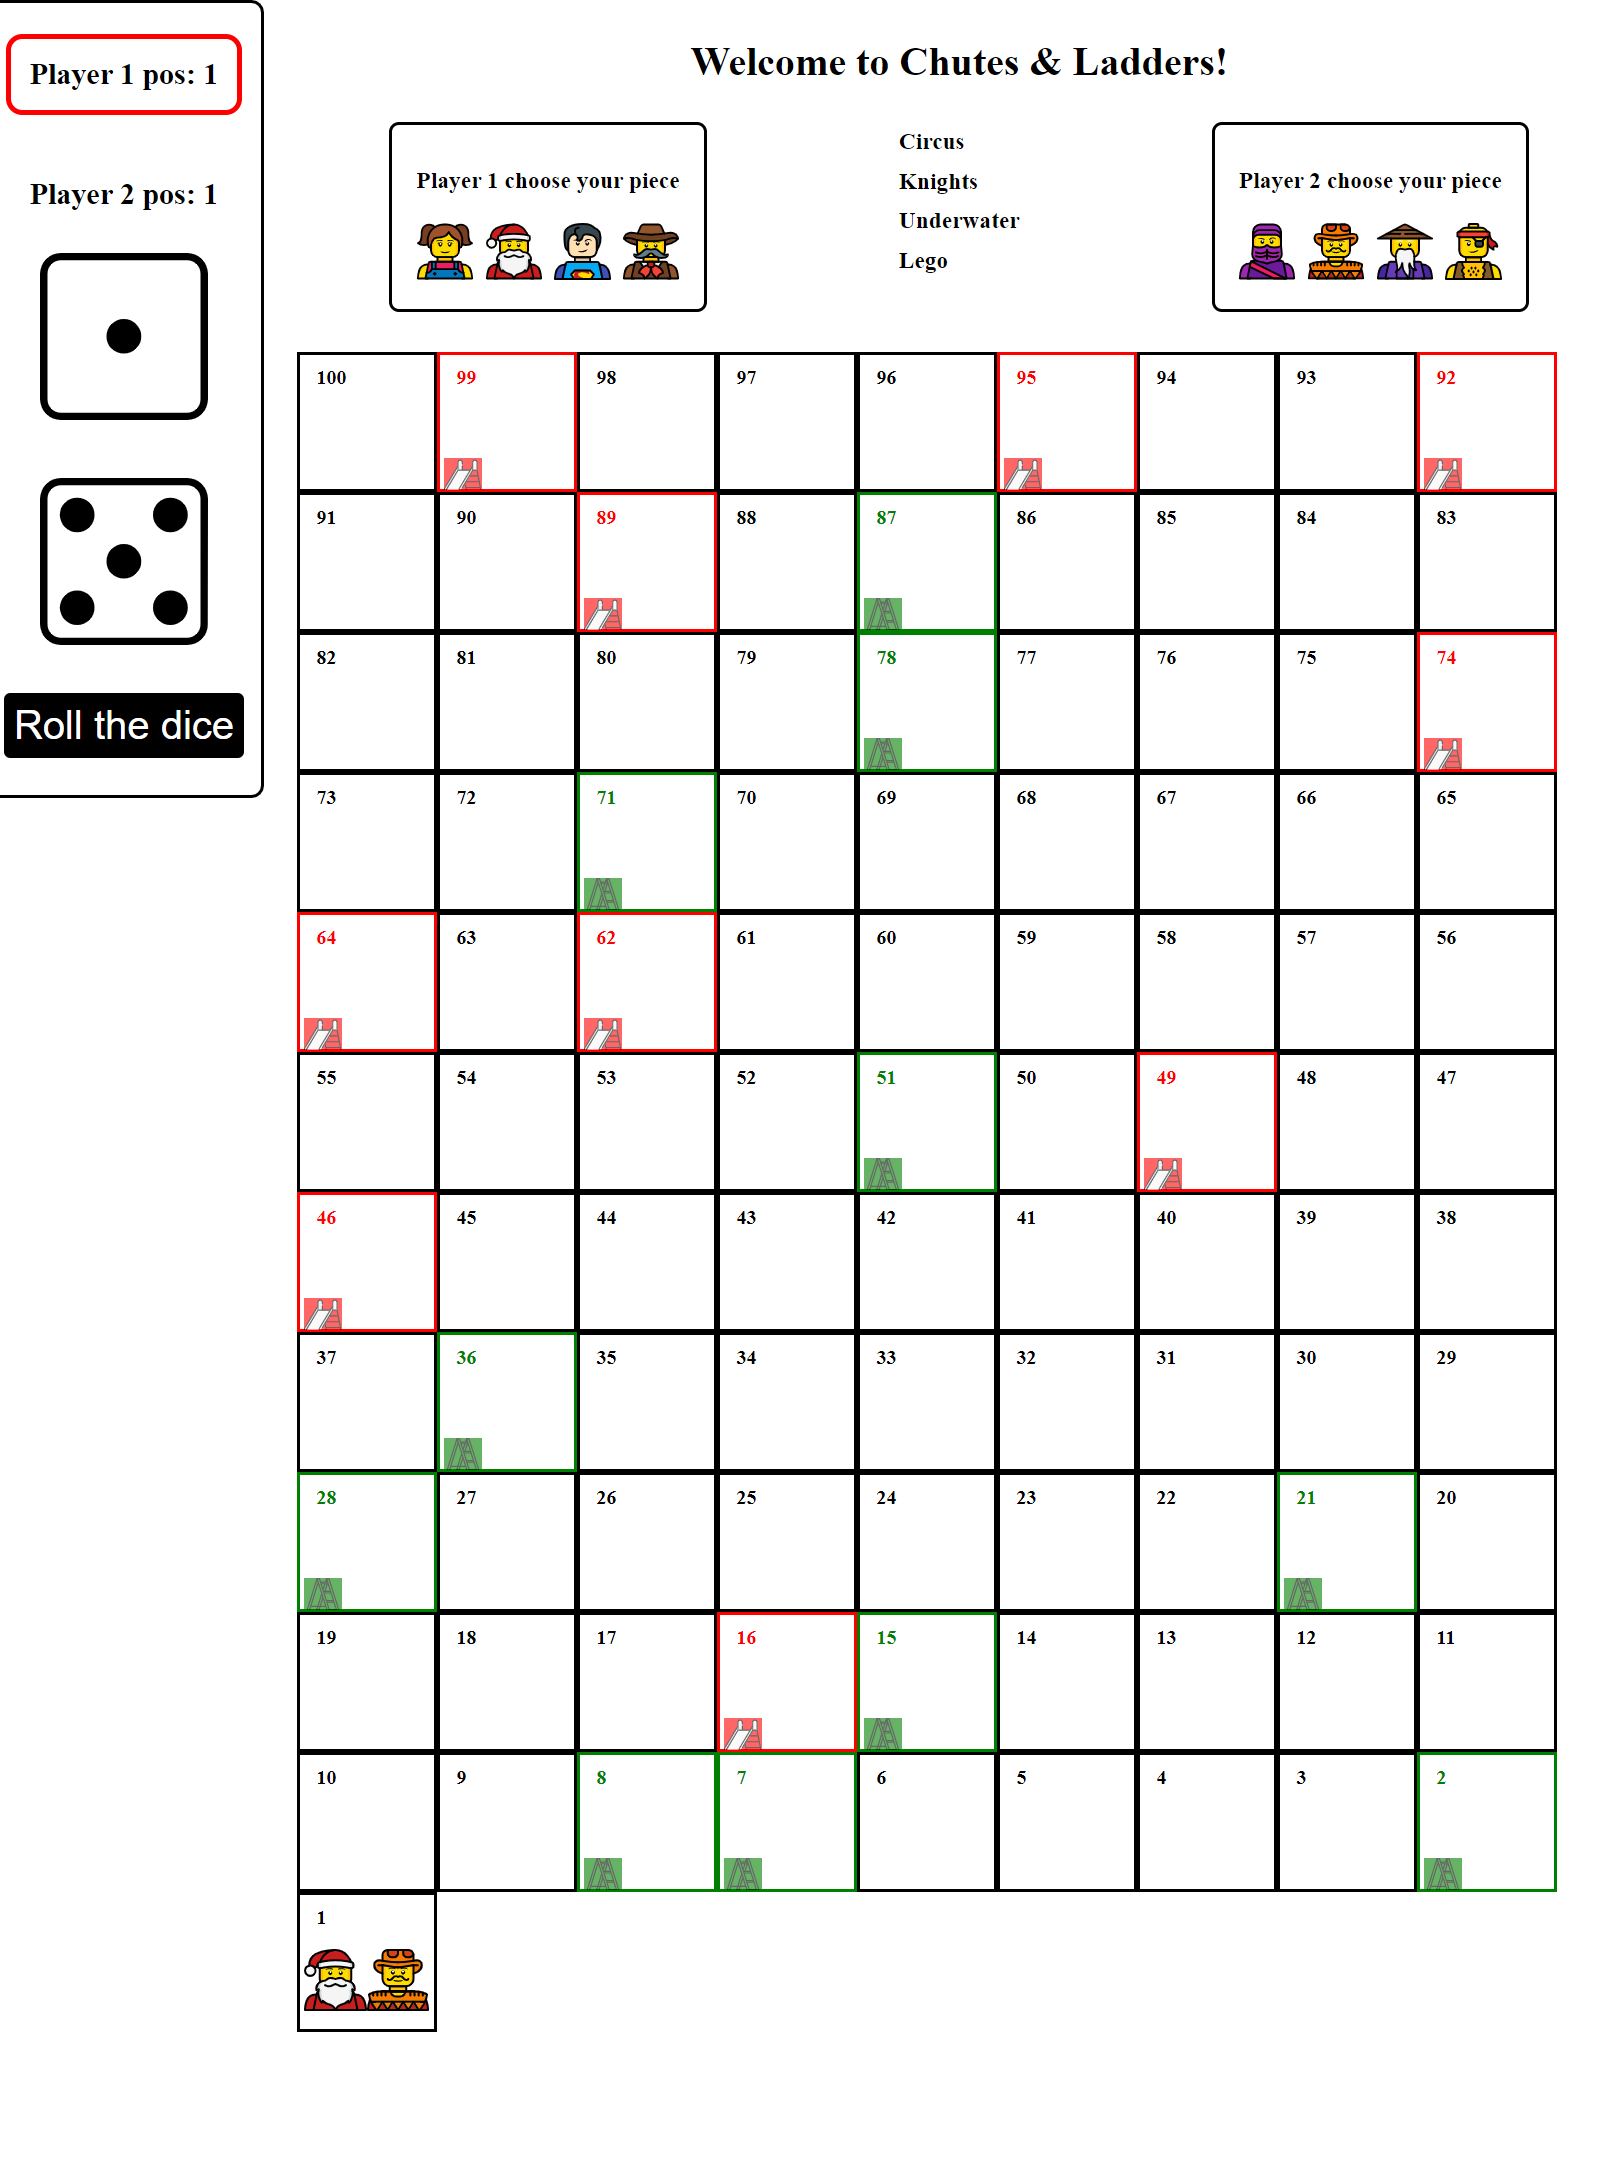 Player 1 pos: 1
Player 2 pos: 1
Roll the dice
Welcome to Chutes & Ladders!
Player 1 choose your piece
Circus
Knights
Underwater
Lego
Player 2 choose your piece
100 99 98 97 96 95 94 93 92
91 90 89 88 87 86 85 84 83
82 81 80 79 78 77 76 75 74
73 72 71 70 69 68 67 66 65
64 63 62 61 60 59 58 57 56
55 54 53 52 51 50 49 48 47
46 45 44 43 42 41 40 39 38
37 36 35 34 33 32 31 30 29
28 27 26 25 24 23 22 21 20
19 18 17 16 15 14 13 12 11
10 9 8 7 6 5 4 3 2
1